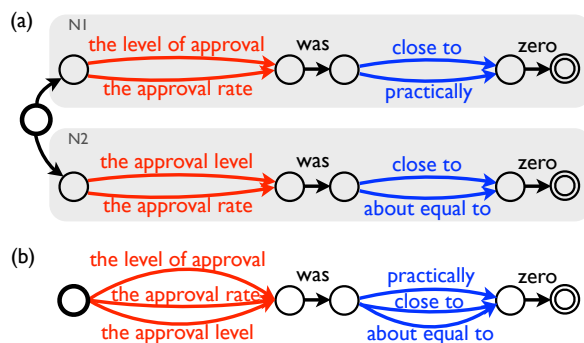 (a)
N1
the level of approval was close to zero
the approval rate practically
N2
the approval level was close to zero
the approval rate about equal to
(b)
the level of approval was practically zero
the approval rate close to
the approval level about equal to